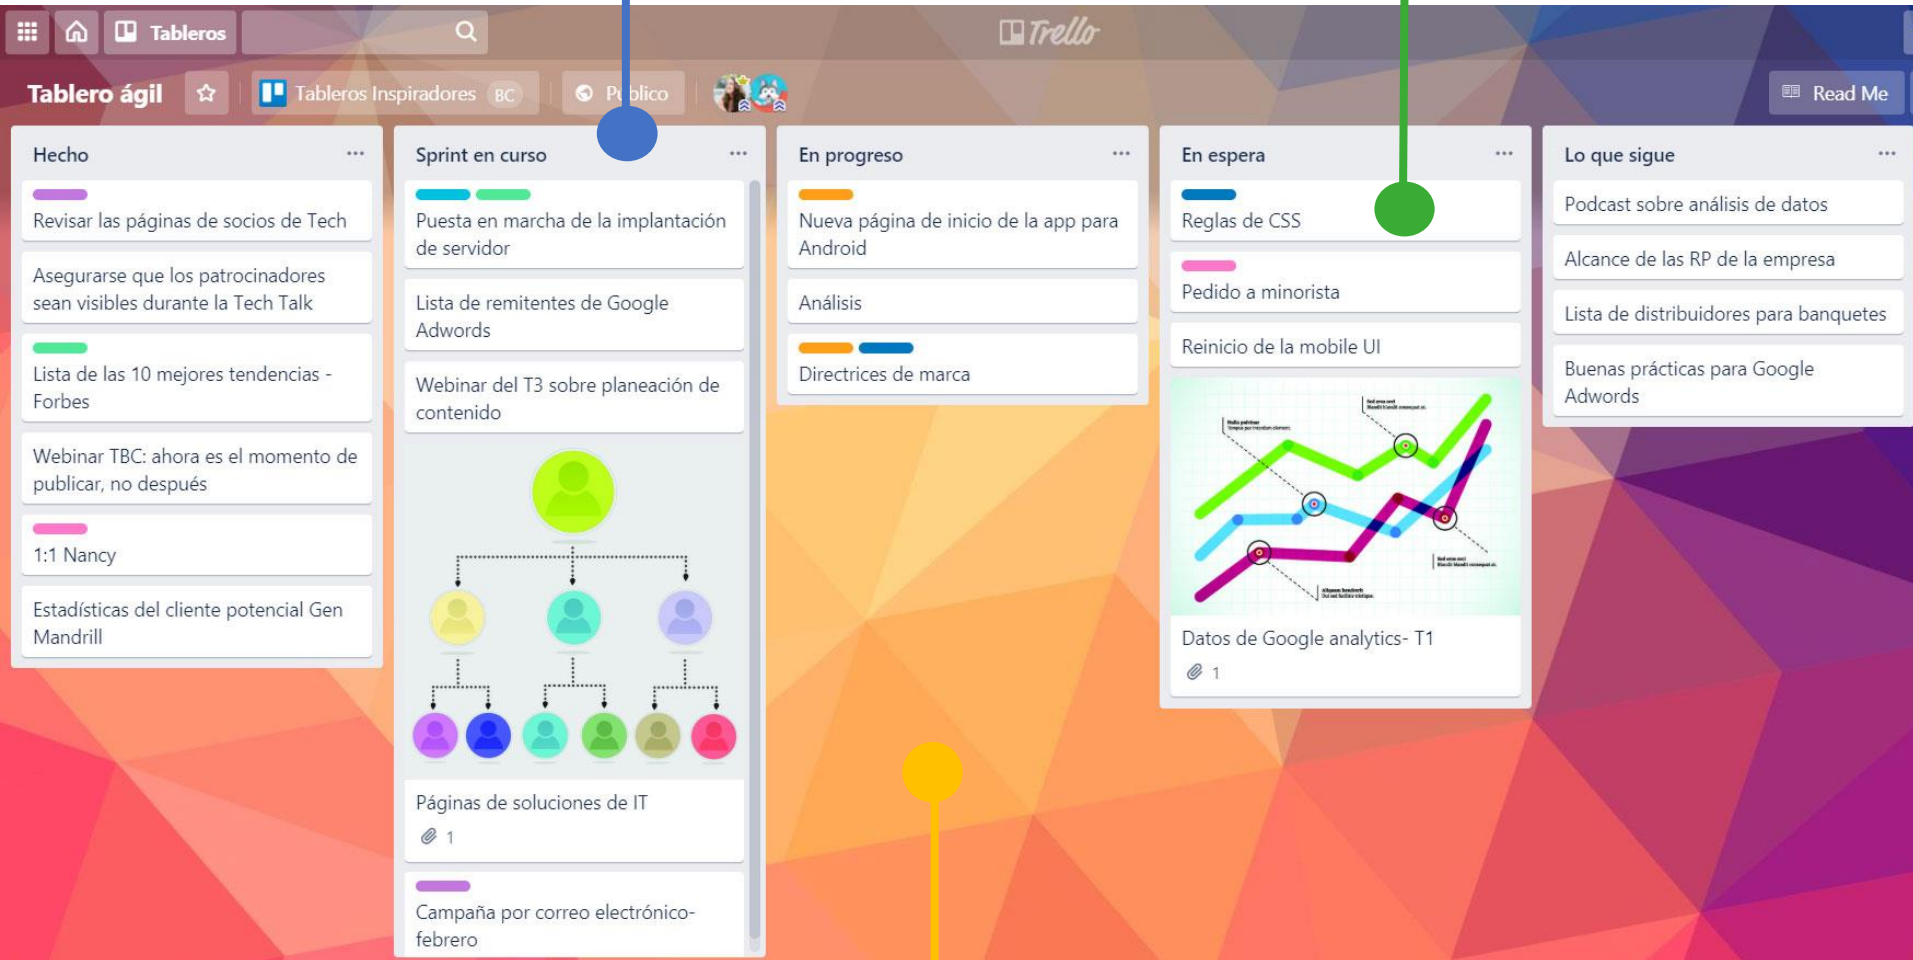 Tableros
Trello
Tablero ágil
Tableros Inspiradores BC
Público
Read Me
Hecho
Revisar las páginas de socios de Tech
Asegurarse que los patrocinadores
sean visibles durante la Tech Talk
Lista de las 10 mejores tendencias -
Forbes
Webinar TBC: ahora es el momento de
publicar, no después
1:1 Nancy
Estadísticas del cliente potencial Gen
Mandrill
Sprint en curso
Puesta en marcha de la implantación
de servidor
Lista de remitentes de Google
Adwords
Webinar del T3 sobre planeación de
contenido
Páginas de soluciones de IT
1
Campaña por correo electrónico-
febrero
En progreso
Nueva página de inicio de la app para
Android
Análisis
Directrices de marca
En espera
Reglas de CSS
Pedido a minorista
Reinicio de la mobile UI
Datos de Google analytics- T1
1
Lo que sigue
Podcast sobre análisis de datos
Alcance de las RP de la empresa
Lista de distribuidores para banquetes
Buenas prácticas para Google
Adwords